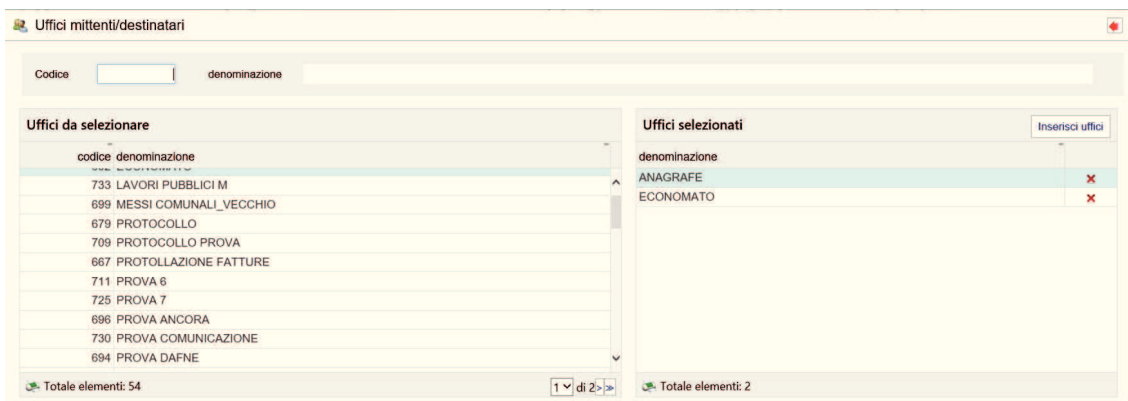 Uffici mittenti/destinatari
Codice denominazione
Uffici da selezionare
codice denominazione
733 LAVORI PUBBLICI M
699 MESSI COMUNALI_VECCHIO
679 PROTOCOLLO
709 PROTOCOLLO PROVA
667 PROTOLLAZIONE FATTURE
711 PROVA 6
725 PROVA 7
696 PROVA ANCORA
730 PROVA COMUNICAZIONE
694 PROVA DAFNE
Totale elementi: 54 1 di 2 > >>
Uffici selezionati Inserisci uffici
denominazione
ANAGRAFE
ECONOMATO
Totale elementi: 2